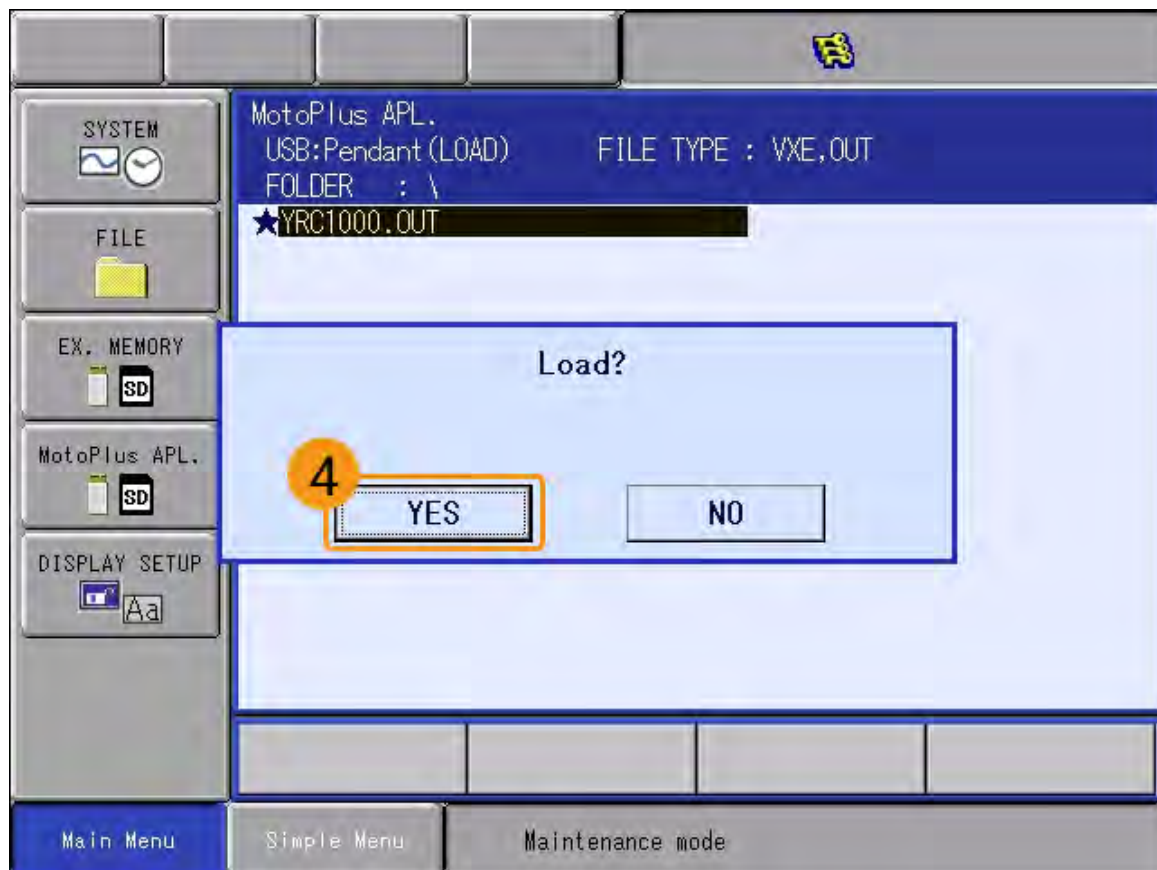 SYSTEM
FILE
EX. MEMORY
SD
MotoPlus APL.
SD
DISPLAY SETUP
Aa
MotoPlus APL.
USB:Pendant(LOAD) FILE TYPE : VXE,OUT
FOLDER : \
★YRC1000.OUT
Load?
4
YES NO
Main Menu Simple Menu Maintenance mode